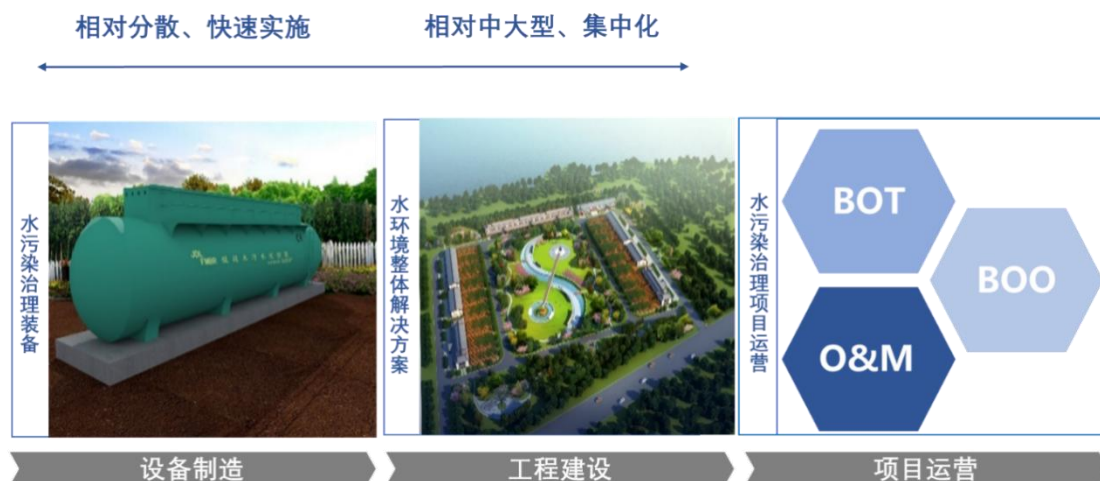 相对分散、快速实施
相对中大型、集中化
水污染治理装备
水环境整体解决方案
水污染治理项目运营
BOT
BOO
O&M
设备制造
工程建设
项目运营